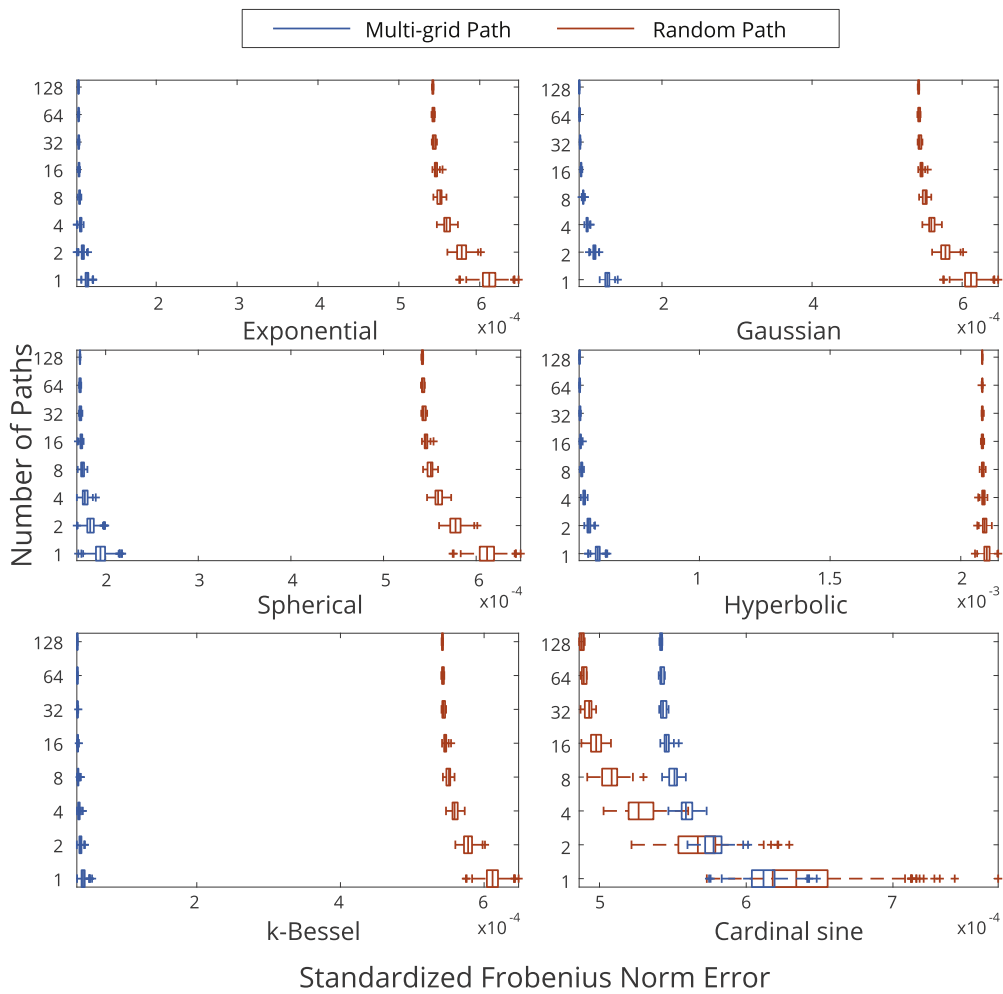 Multi-grid Path Random Path
128 128
64 64
32 32
16 16
8 8
4 4
2 2
1 1
2 3 4 5 6 2 4 6
x10-4 x10-4
Exponential Gaussian
Number of Paths
128 128
64 64
32 32
16 16
8 8
4 4
2 2
1 1
2 3 4 5 6 1 1.5 2
x10-4 x10-3
Spherical Hyperbolic
128 128
64 64
32 32
16 16
8 8
4 4
2 2
1 1
2 4 6 5 6 7
x10-4 x10-4
k-Bessel Cardinal sine
Standardized Frobenius Norm Error